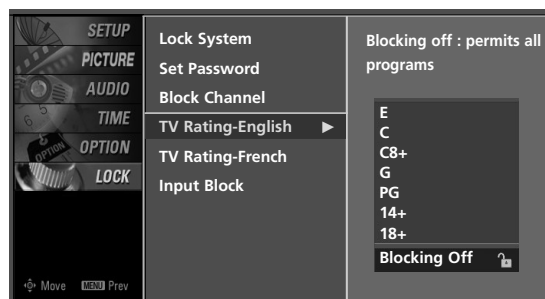 SETUP
PICTURE
AUDIO
TIME
OPTION
LOCK
Move MENU Prev
Lock System
Set Password
Block Channel
TV Rating-English ►
TV Rating-French
Input Block
Blocking off : permits all
programs
E
C
C8+
G
PG
14+
18+
Blocking Off